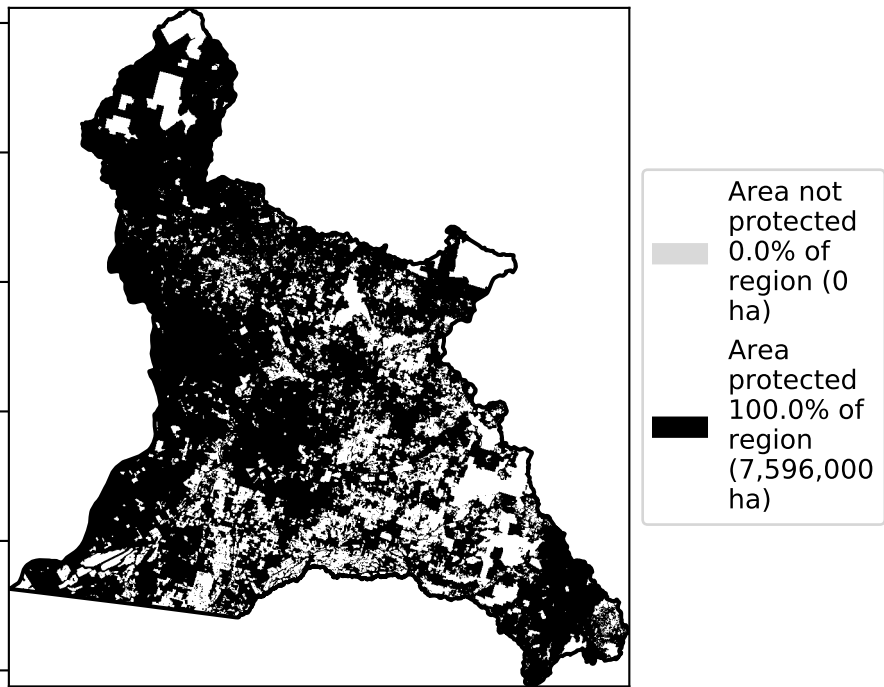 Area not
protected
0.0% of
region (0
ha)
Area
protected
100.0% of
region
(7,596,000
ha)